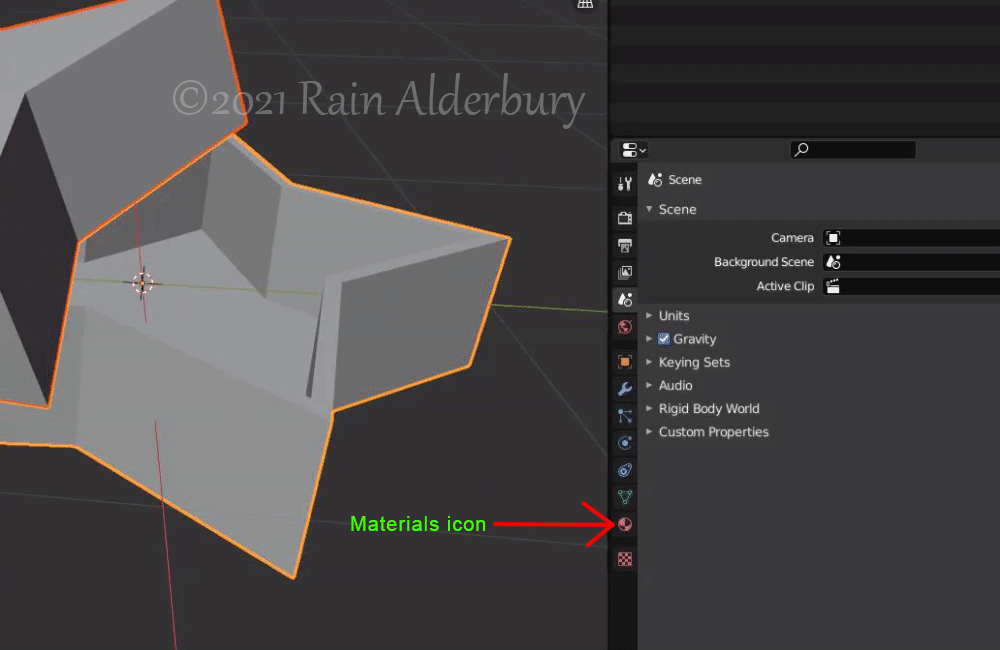 ©2021 Rain Alderbury
Scene
Scene
Camera
Background Scene
Active Clip
Units
Gravity
Keying Sets
Audio
Rigid Body World
Custom Properties
Materials icon